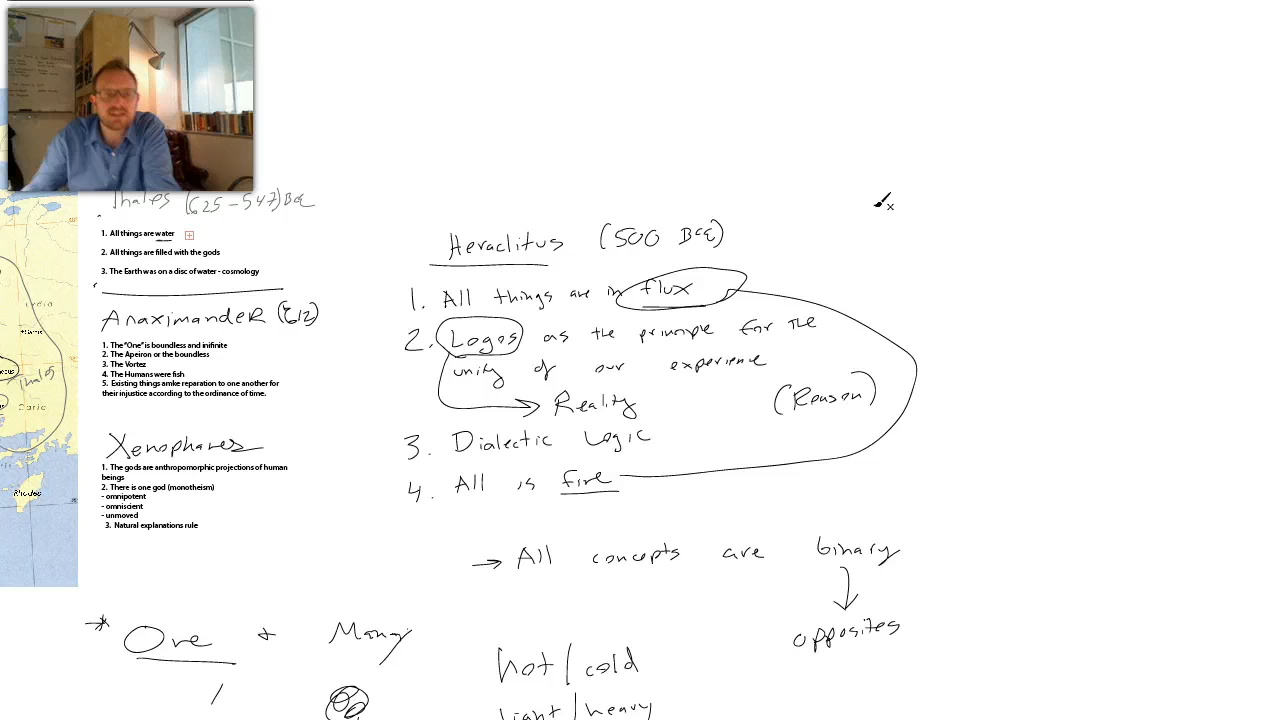 Thales (625-547) BCE
1. All things are water
2. All things are filled with the gods
3. The Earth was on a disc of water - cosmology
AnaximandeR (612)
1. The "One" is boundless and inifinite
2. The Apeiron or the boundless
3. The Vortez
4. The Humans were fish
5. Existing things amke reparation to one another for
their injustice according to the ordinance of time.
Xenophanes
1. The gods are anthropomorphic projections of human
beings
2. There is one god (monotheism)
- omnipotent
- omniscient
- unmoved
3. Natural explanations rule
Thales
Rhodes
Heraclitus (500 BCE)
1. All things are in flux
2. Logos as the principle for the
unity of our experience
Reality
(Reason)
3. Dialectic Logic
4. All is fire
→ All concepts are binary
opposites
* One + Many
hot / cold
light / heavy